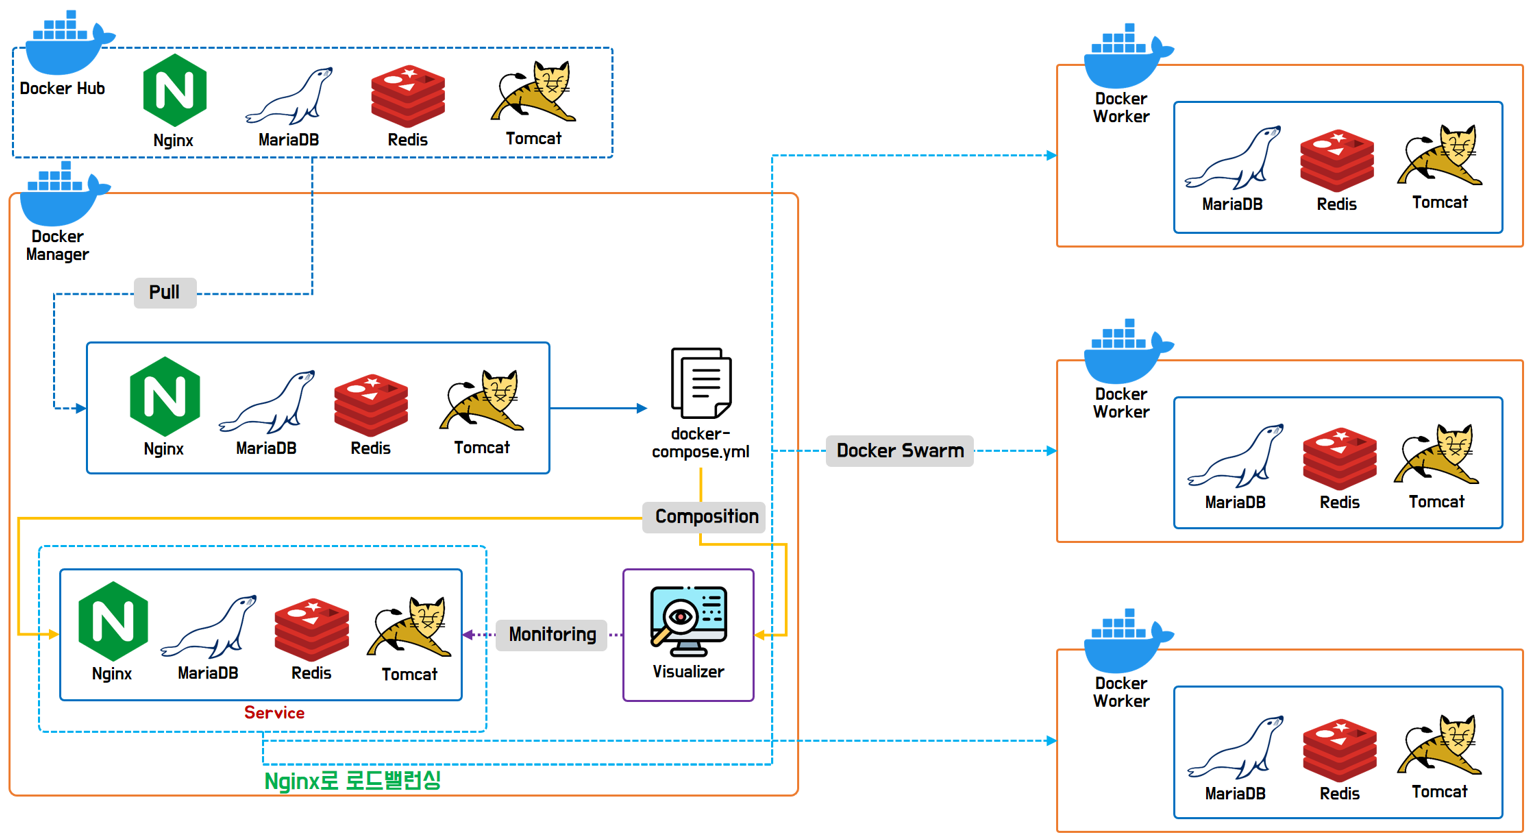 Docker Hub
Nginx
MariaDB
Redis
Tomcat
Docker
Manager
Pull
Nginx
MariaDB
Redis
Tomcat
docker-
compose.yml
Composition
Nginx
MariaDB
Redis
Tomcat
Service
Monitoring
Visualizer
Nginx로 로드밸런싱
Docker Swarm
Docker
Worker
MariaDB
Redis
Tomcat
Docker
Worker
MariaDB
Redis
Tomcat
Docker
Worker
MariaDB
Redis
Tomcat